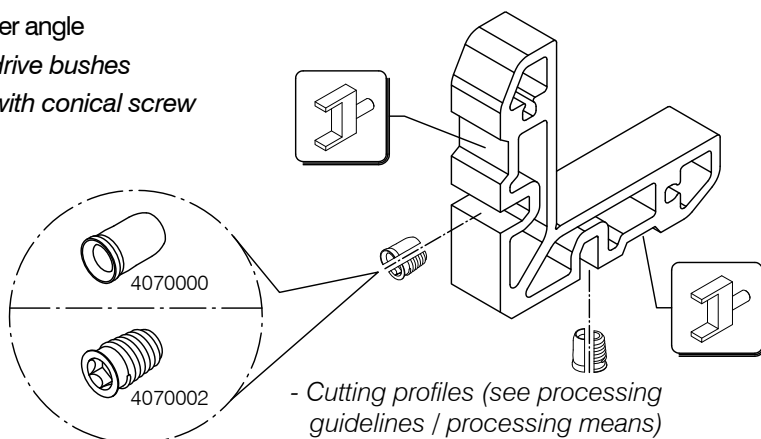 er angle
drive bushes
with conical screw
4070000
4070002
- Cutting profiles (see processing
guidelines / processing means)